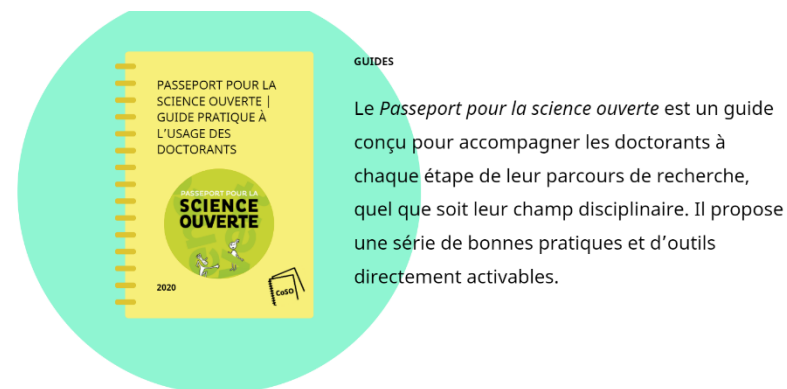 PASSEPORT POUR LA
SCIENCE OUVERTE |
GUIDE PRATIQUE À
L'USAGE DES
DOCTORANTS
PASSEPORT POUR LA
SCIENCE
OUVERTE
2020
CoSO
GUIDES
Le Passeport pour la science ouverte est un guide
conçu pour accompagner les doctorants à
chaque étape de leur parcours de recherche,
quel que soit leur champ disciplinaire. Il propose
une série de bonnes pratiques et d’outils
directement activables.